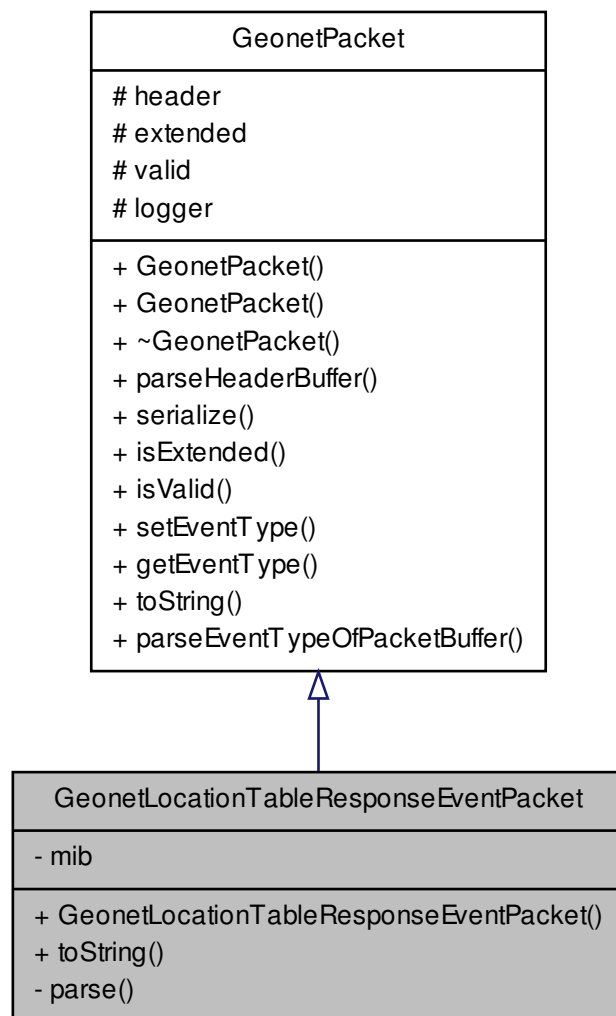 GeonetPacket
# header
# extended
# valid
# logger
+ GeonetPacket()
+ GeonetPacket()
+ ~GeonetPacket()
+ parseHeaderBuffer()
+ serialize()
+ isExtended()
+ isValid()
+ setEventType()
+ getEventType()
+ toString()
+ parseEventTypeOfPacketBuffer()
GeonetLocationTableResponseEventPacket
- mib
+ GeonetLocationTableResponseEventPacket()
+ toString()
- parse()